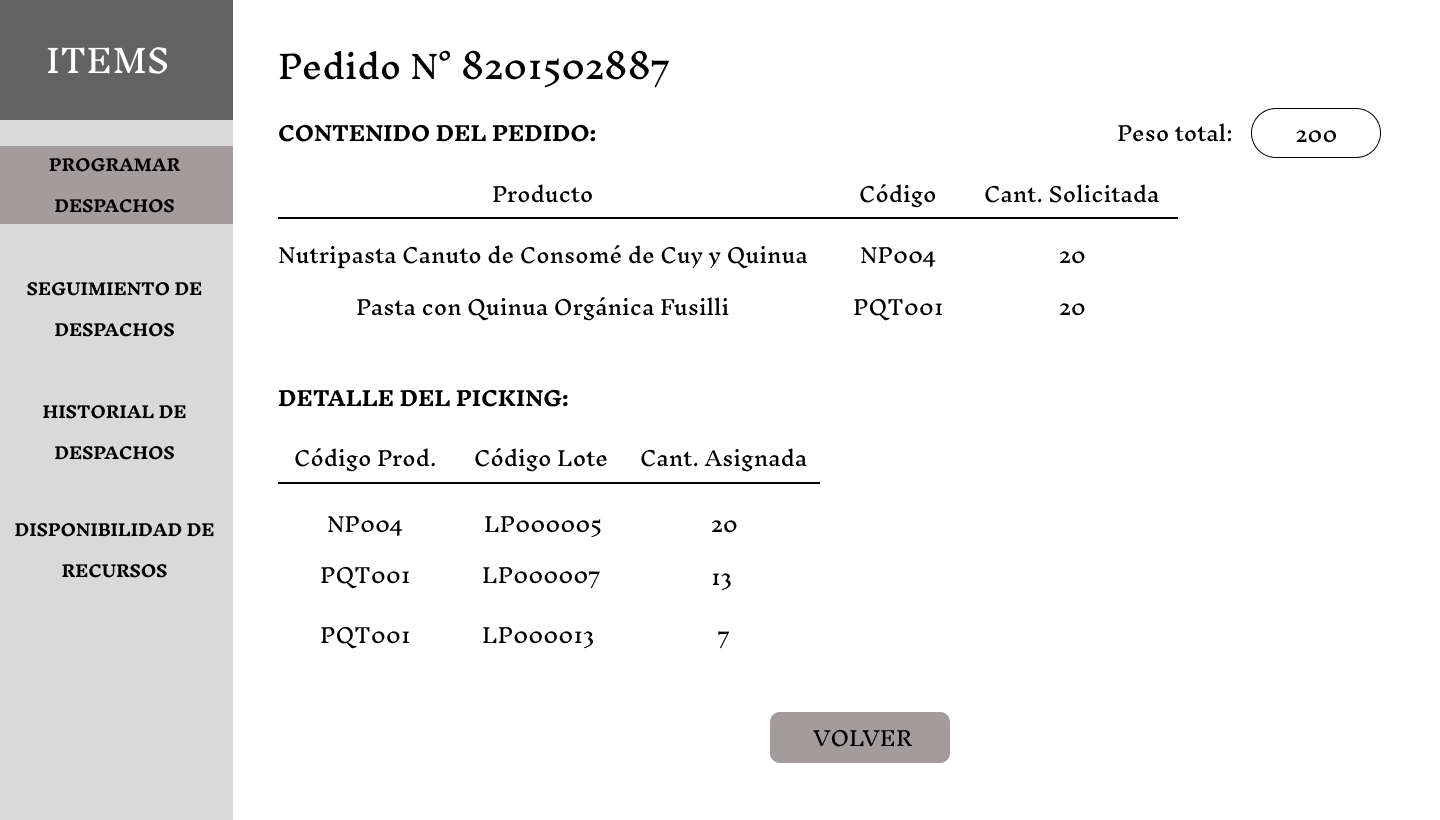 ITEMS
PROGRAMAR
DESPACHOS
SEGUIMIENTO DE
DESPACHOS
HISTORIAL DE
DESPACHOS
DISPONIBILIDAD DE
RECURSOS
Pedido N° 8201502887
CONTENIDO DEL PEDIDO: Peso total: 200
Producto Código Cant. Solicitada
Nutripasta Canuto de Consomé de Cuy y Quinua NP004 20
Pasta con Quinua Orgánica Fusilli PQT001 20
DETALLE DEL PICKING:
Código Prod. Código Lote Cant. Asignada
NP004 LP000005 20
PQT001 LP000007 13
PQT001 LP000013 7
VOLVER